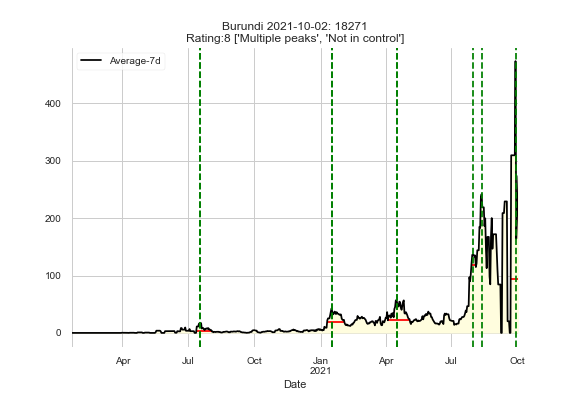 Burundi 2021-10-02: 18271
Rating:8 ['Multiple peaks', 'Not in control']
Average-7d
400
300
200
100
0
Apr
Jul
Oct
Jan
2021
Apr
Jul
Oct
Date